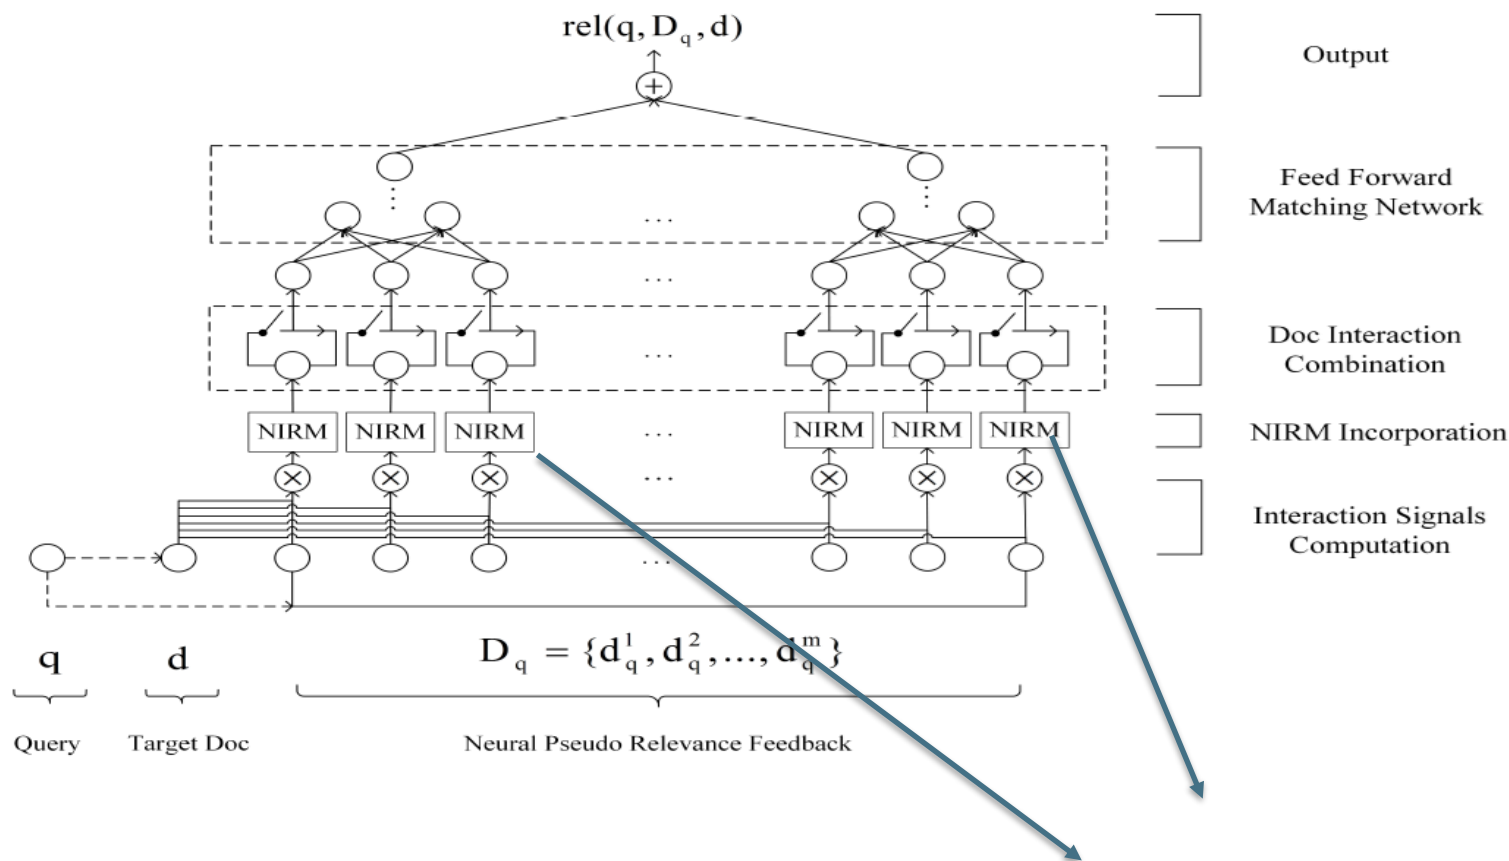 rel(q, D_q, d)
+
Output
Feed Forward
Matching Network
...
...
...
...
...
Doc Interaction
Combination
...
NIRM NIRM NIRM ... NIRM NIRM NIRM
NIRM Incorporation
× × × ... × × ×
Interaction Signals
Computation
...
q d D_q = {d_q^1, d_q^2, ..., d_q^m}
Query Target Doc Neural Pseudo Relevance Feedback